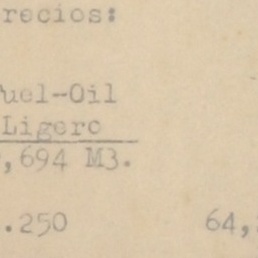 recios:
uel-Oil
Ligero
,694 M3.
.250 64,